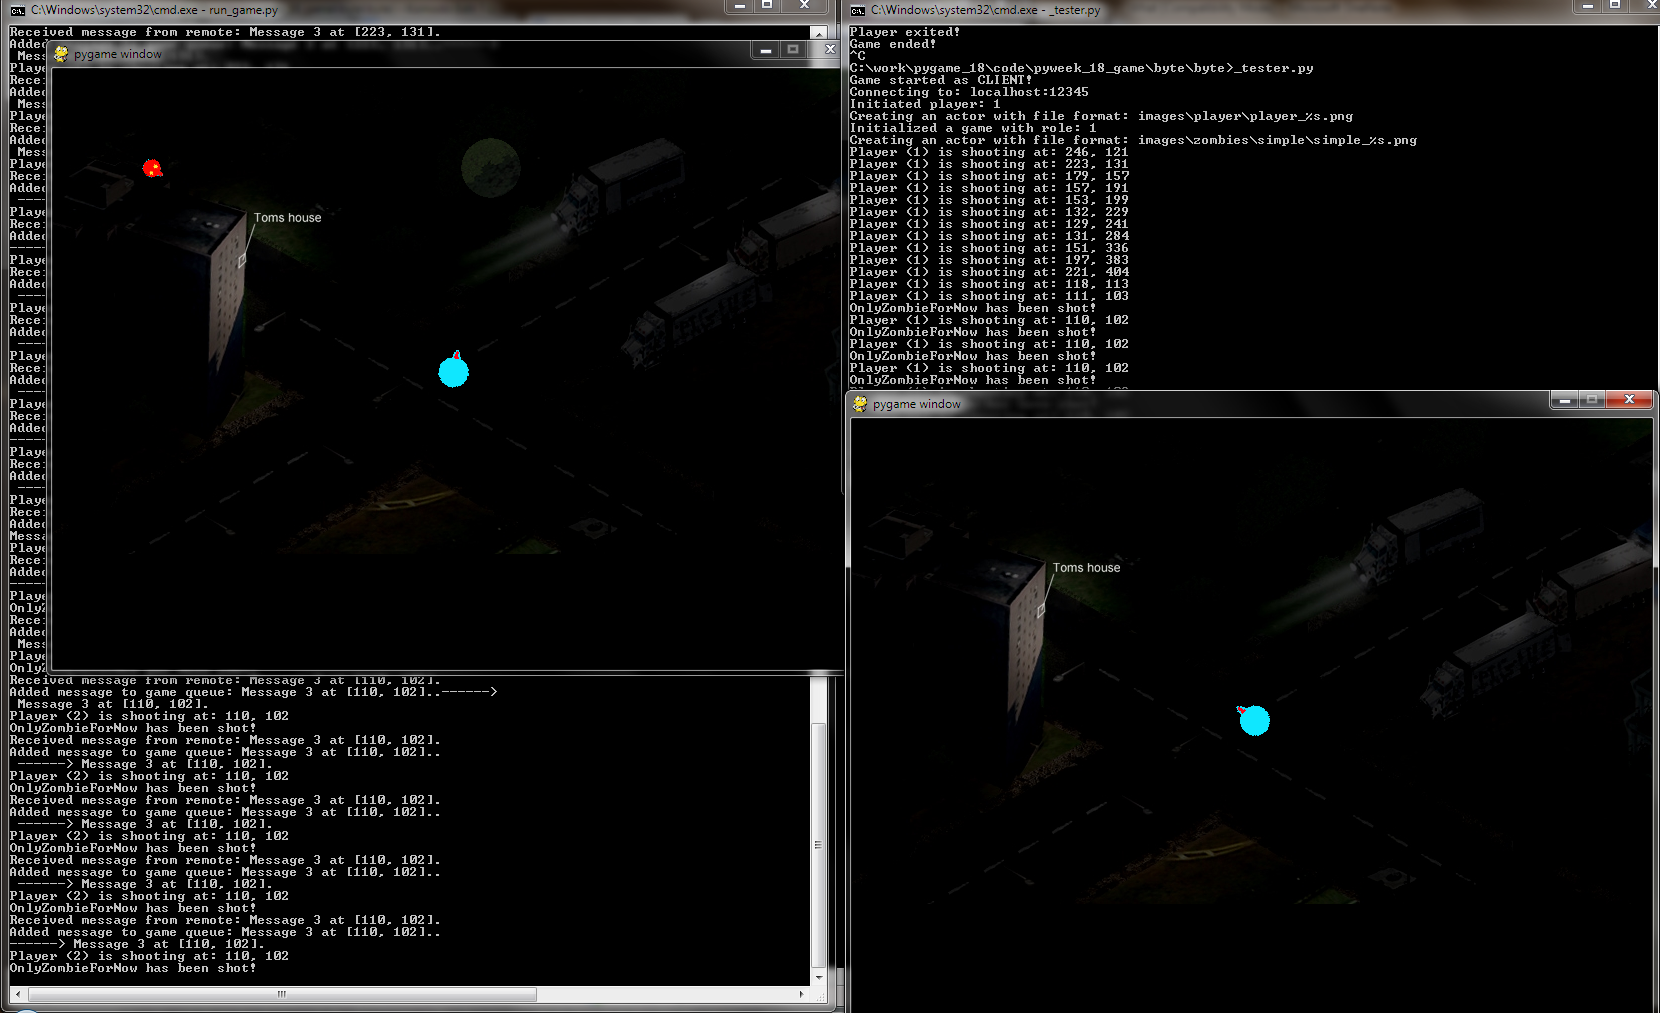 C:\Windows\system32\cmd.exe - run_game.py
Received message from remote: Message 3 at [223, 131].
Added
Mess
Playe
Rece:
Added
Mess
Playe
Rece:
Added
Mess
Playe
Rece:
Added
----
Playe
Rece:
Added
-----
Playe
Rece:
Added
----
Playe
Rece:
Added
----
Playe
Rece:
Added
----
Playe
Rece:
Added
-----
Playe
Rece:
Added
----
Playe
Rece:
Added
Messa
Playe
Rece:
Added
-----
Playe
OnlyZ
Rece:
Added
Mess
Playe
OnlyZ
Received message from remote: Message 3 at [110, 102].
Added message to game queue: Message 3 at [110, 102]..------>
Message 3 at [110, 102].
Player (2) is shooting at: 110, 102
OnlyZombieForNow has been shot!
Received message from remote: Message 3 at [110, 102].
Added message to game queue: Message 3 at [110, 102]..
------> Message 3 at [110, 102].
Player (2) is shooting at: 110, 102
OnlyZombieForNow has been shot!
Received message from remote: Message 3 at [110, 102].
Added message to game queue: Message 3 at [110, 102]..
------> Message 3 at [110, 102].
Player (2) is shooting at: 110, 102
OnlyZombieForNow has been shot!
Received message from remote: Message 3 at [110, 102].
Added message to game queue: Message 3 at [110, 102]..
------> Message 3 at [110, 102].
Player (2) is shooting at: 110, 102
OnlyZombieForNow has been shot!
Received message from remote: Message 3 at [110, 102].
Added message to game queue: Message 3 at [110, 102]..
------> Message 3 at [110, 102].
Player (2) is shooting at: 110, 102
OnlyZombieForNow has been shot!
pygame window
Toms house
C:\Windows\system32\cmd.exe - _tester.py
Player exited!
Game ended!
^C
C:\work\pygame_18\code\pyweek_18_game\byte\byte>_tester.py
Game started as CLIENT!
Connecting to: localhost:12345
Initiated player: 1
Creating an actor with file format: images\player\player_%s.png
Initialized a game with role: 1
Creating an actor with file format: images\zombies\simple\simple_%s.png
Player (1) is shooting at: 246, 121
Player (1) is shooting at: 223, 131
Player (1) is shooting at: 179, 157
Player (1) is shooting at: 157, 191
Player (1) is shooting at: 153, 199
Player (1) is shooting at: 132, 229
Player (1) is shooting at: 129, 241
Player (1) is shooting at: 131, 284
Player (1) is shooting at: 151, 336
Player (1) is shooting at: 197, 383
Player (1) is shooting at: 221, 404
Player (1) is shooting at: 118, 113
Player (1) is shooting at: 111, 103
OnlyZombieForNow has been shot!
Player (1) is shooting at: 110, 102
OnlyZombieForNow has been shot!
Player (1) is shooting at: 110, 102
OnlyZombieForNow has been shot!
Player (1) is shooting at: 110, 102
OnlyZombieForNow has been shot!
pygame window
Toms house